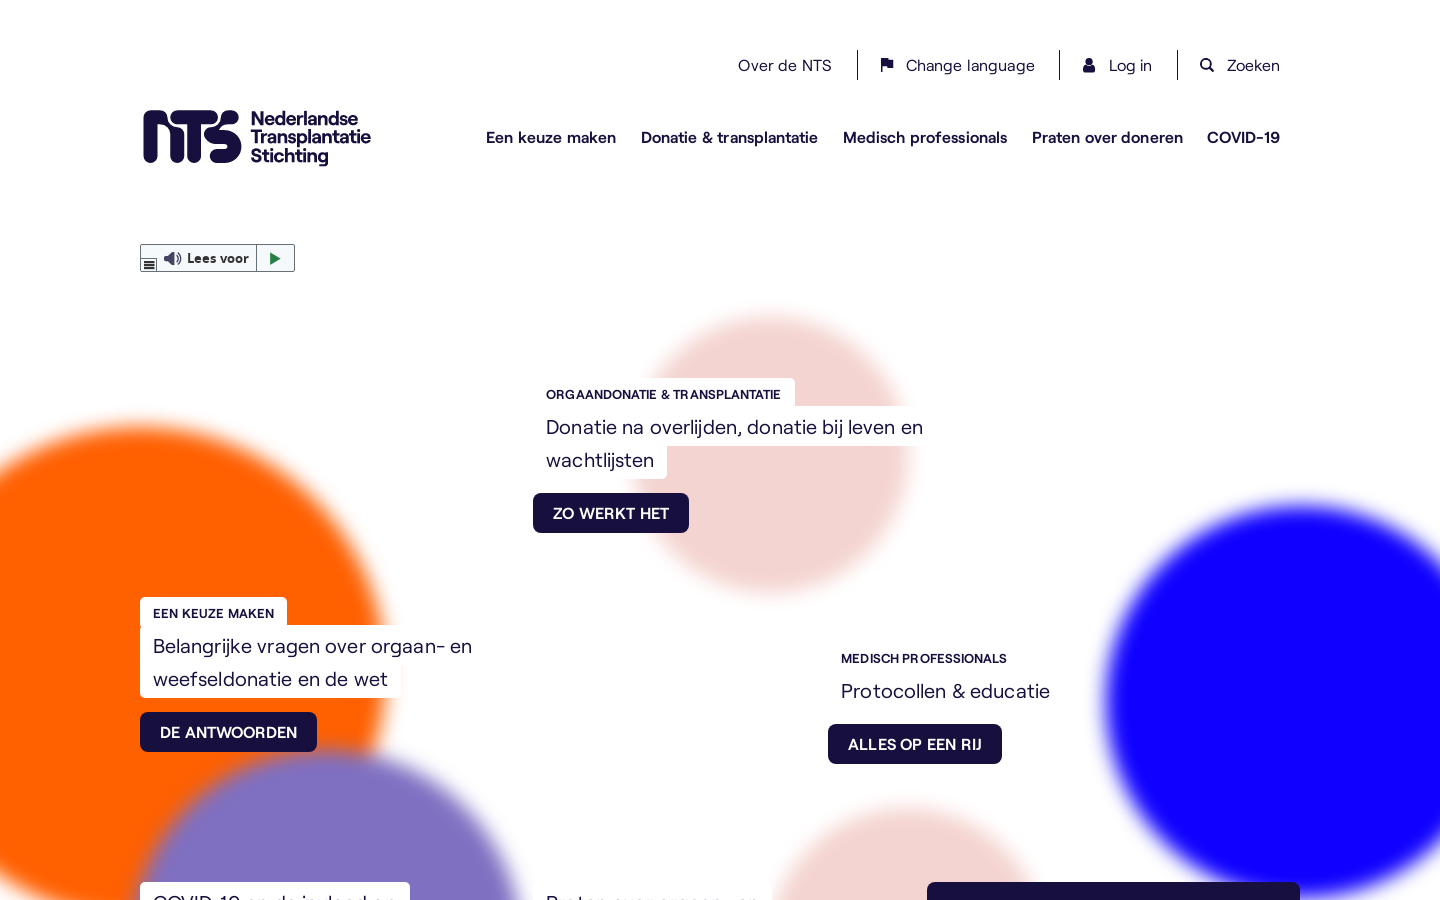 Over de NTS
Change language
Log in
Zoeken
Nederlandse
Transplantatie
Stichting
Een keuze maken
Donatie & transplantatie
Medisch professionals
Praten over doneren
COVID-19
Lees voor
ORGAANDONATIE & TRANSPLANTATIE
Donatie na overlijden, donatie bij leven en
wachtlijsten
ZO WERKT HET
EEN KEUZE MAKEN
Belangrijke vragen over orgaan- en
weefseldonatie en de wet
DE ANTWOORDEN
MEDISCH PROFESSIONALS
Protocollen & educatie
ALLES OP EEN RIJ